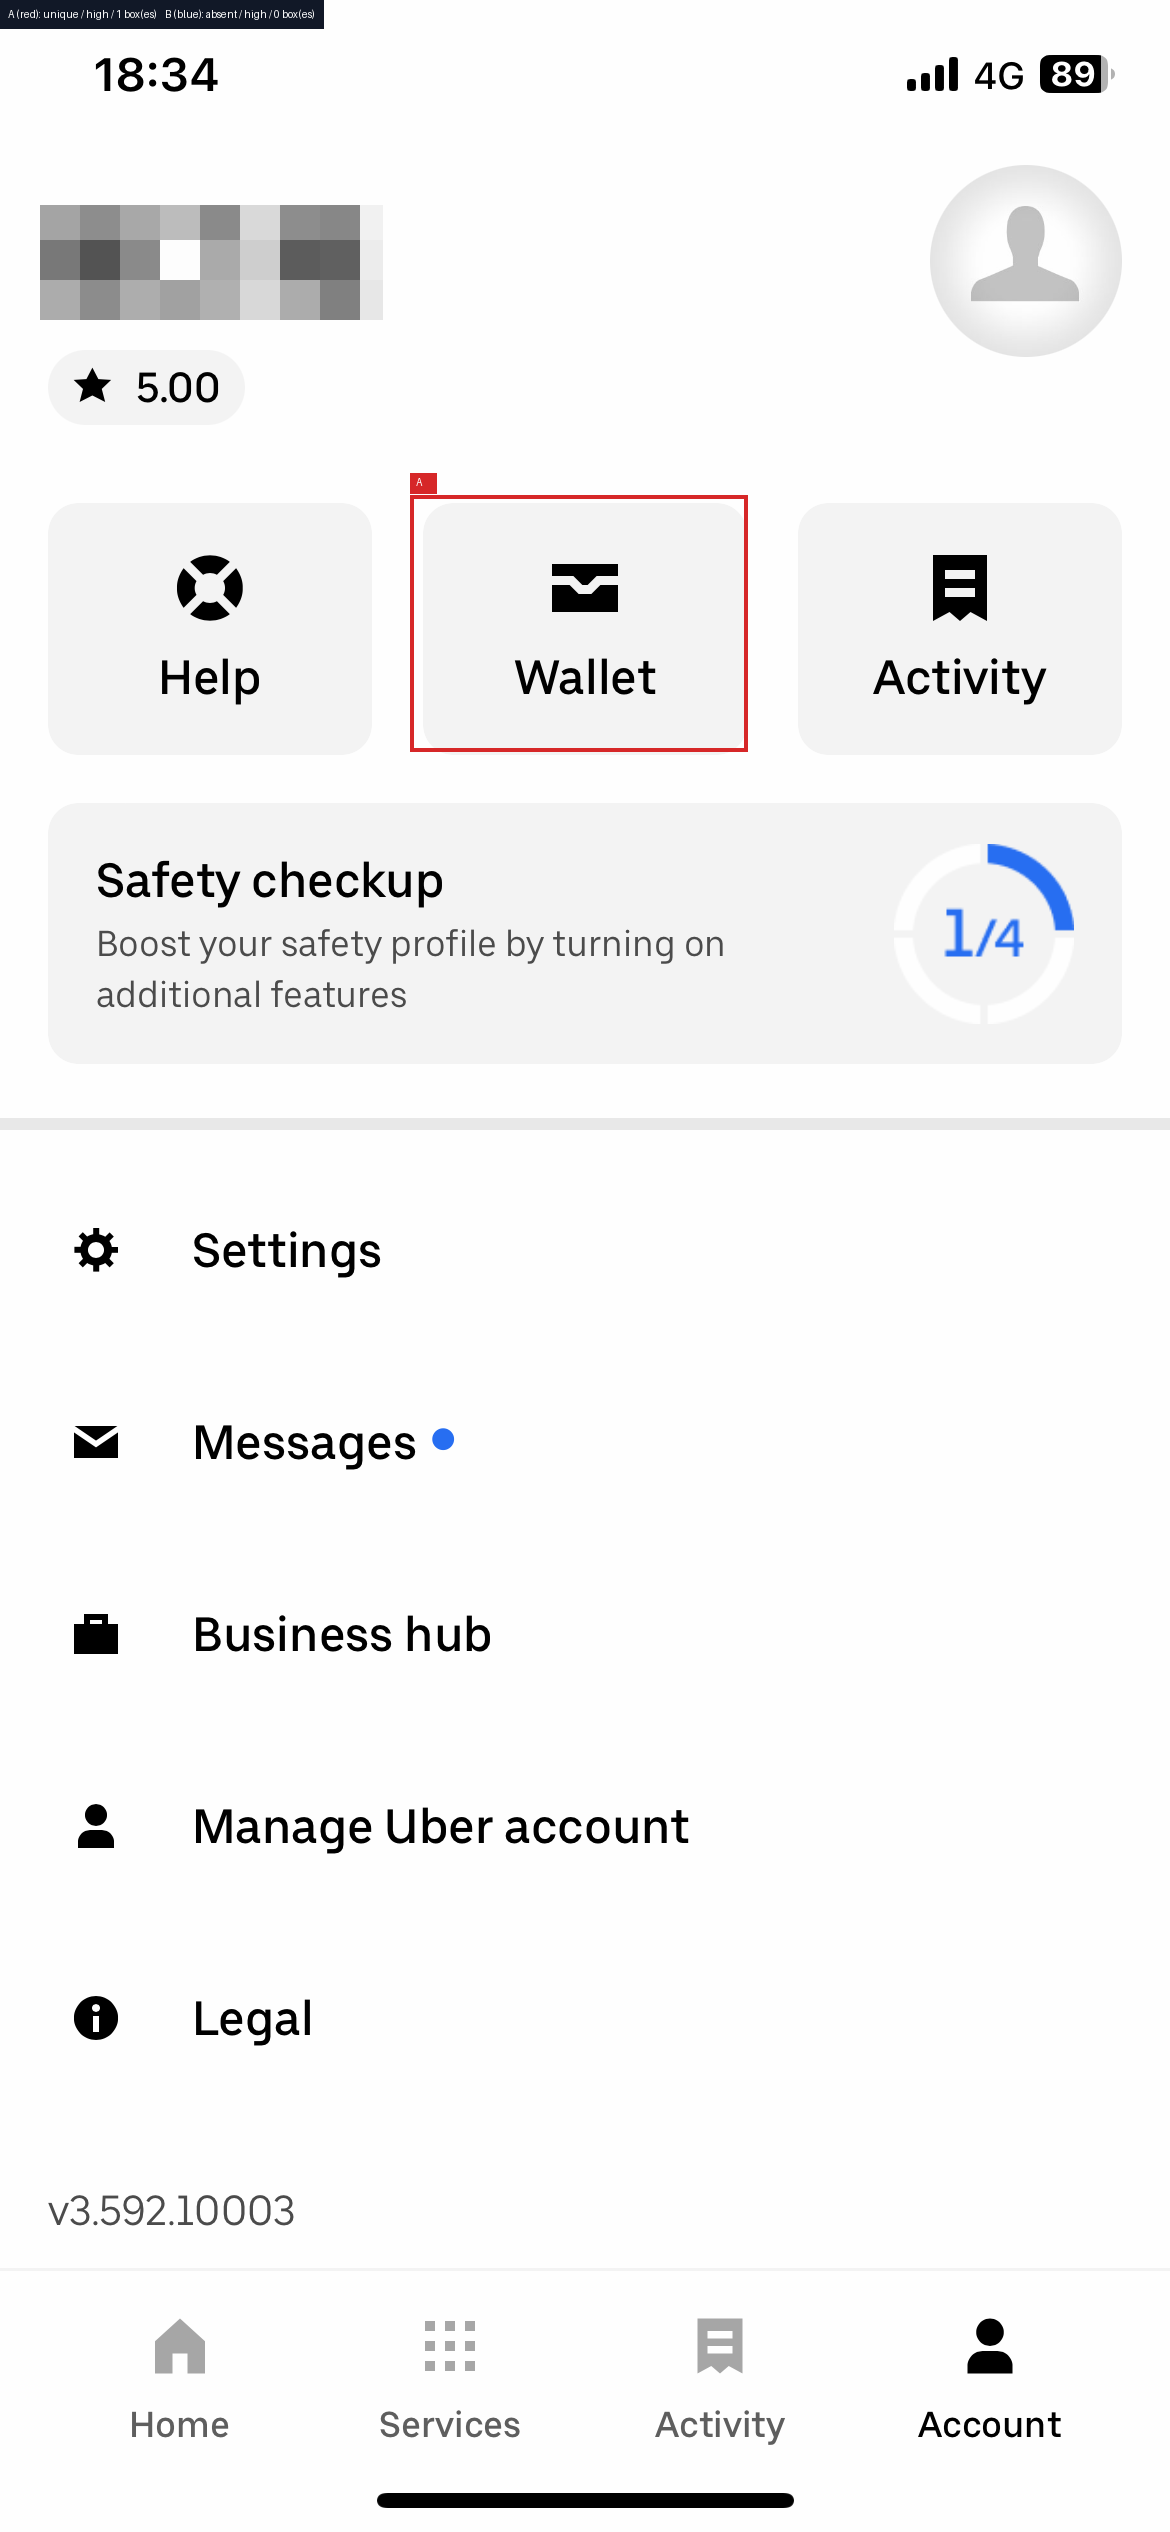 A (red): unique / high / 1 box(es) B (blue): absent / high / 0 box(es)
18:34
4G 89
5.00
A
Help Wallet Activity
Safety checkup
Boost your safety profile by turning on
additional features
1/4
Settings
Messages
Business hub
Manage Uber account
Legal
v3.592.10003
Home Services Activity Account